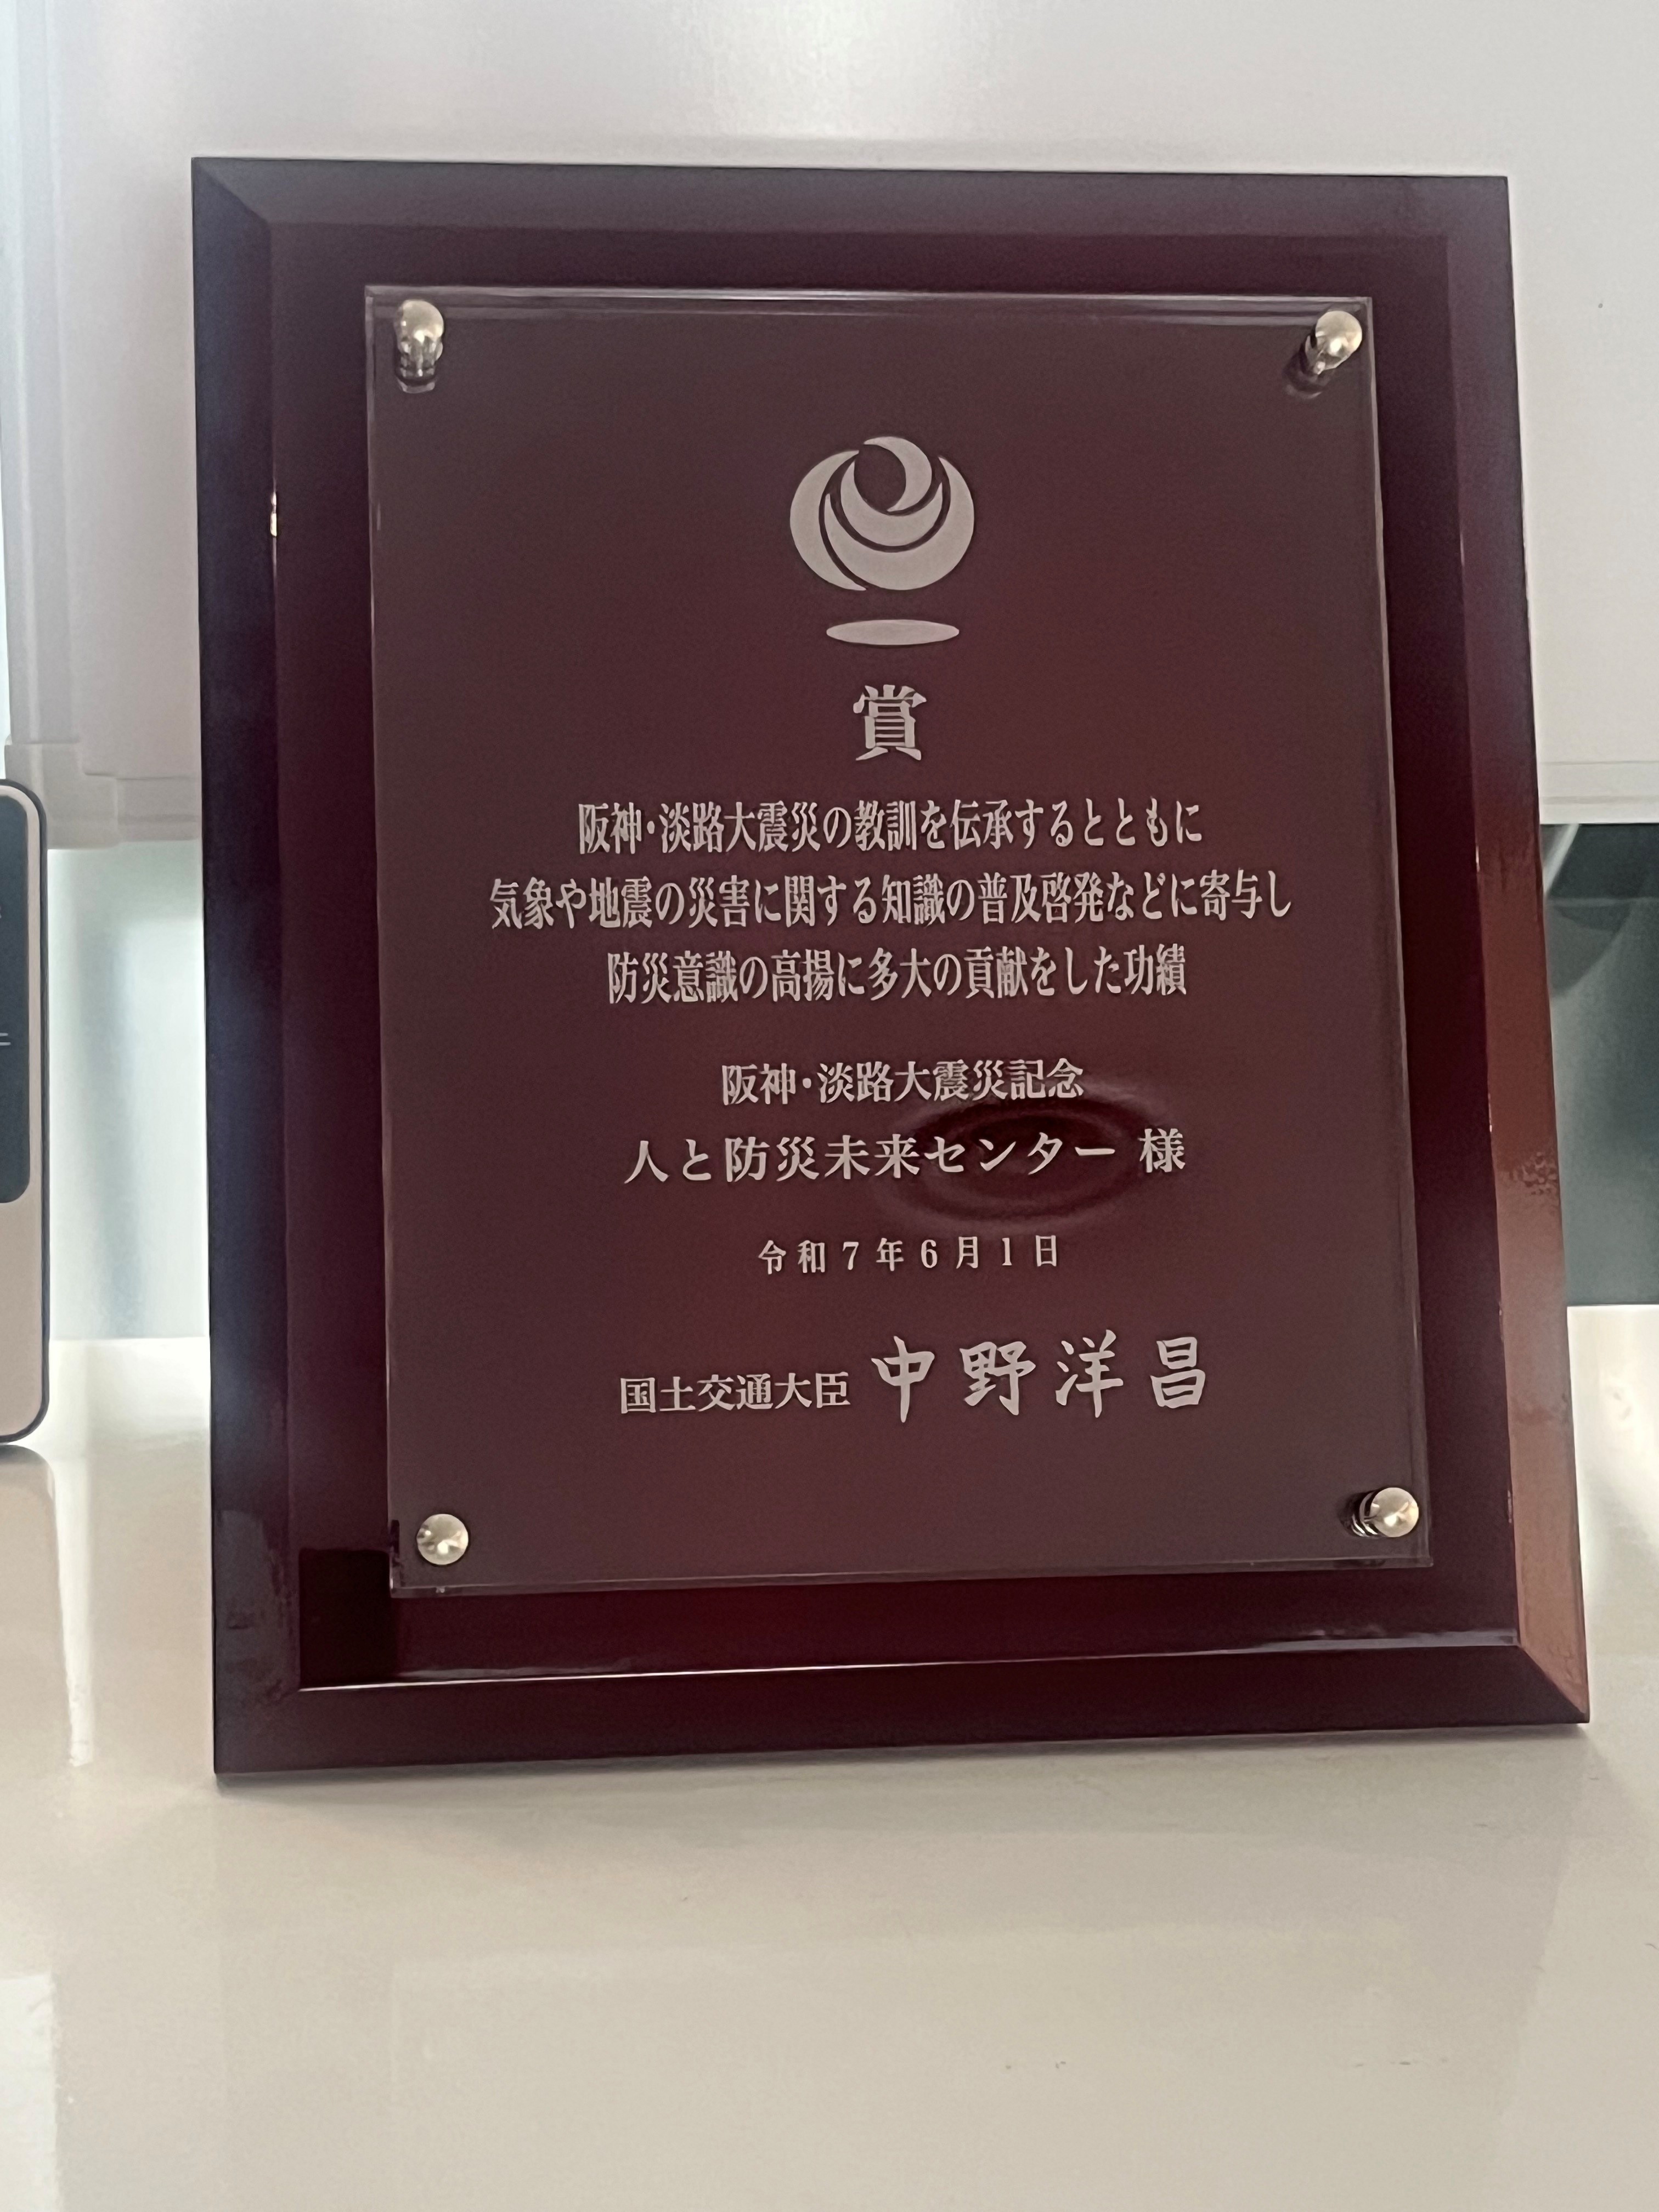 賞
阪神・淡路大震災の教訓を伝承するとともに
気象や地震の災害に関する知識の普及啓発などに寄与し
防災意識の高揚に多大の貢献をした功績
阪神・淡路大震災記念
人と防災未来センター 様
令和7年6月1日
国土交通大臣 中野洋昌